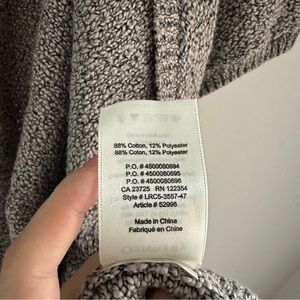 88% Cotton, 12% Polyester
88% Coton, 12% Polyester
P.O. # 4500080694
P.O. # 4500080695
P.O. # 4500080696
CA 23725 RN 122354
Style # LRC5-3557-47
Article # 52996
Made in China
Fabriqué en Chine